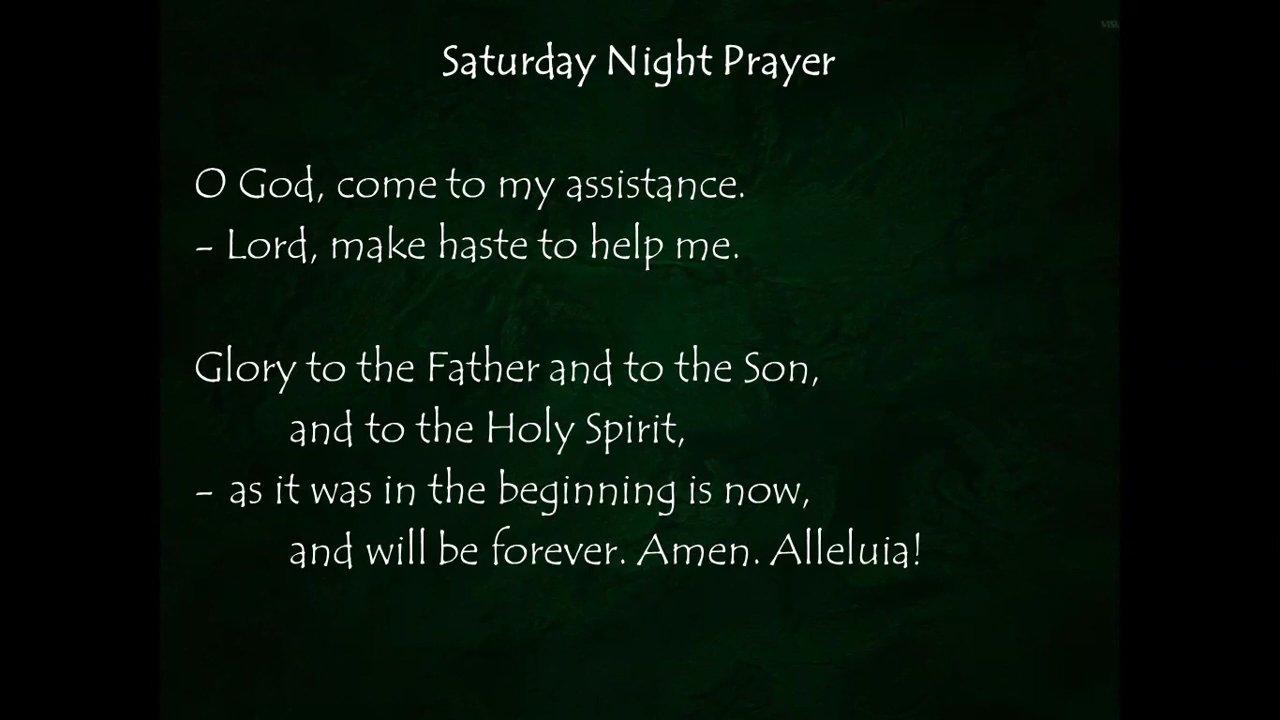 Saturday Night Prayer
O God, come to my assistance.
- Lord, make haste to help me.
Glory to the Father and to the Son,
and to the Holy Spirit,
- as it was in the beginning is now,
and will be forever. Amen. Alleluia!